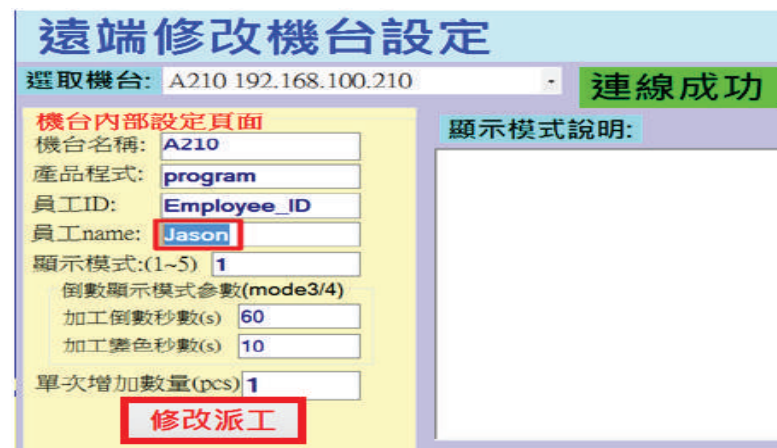 遠端修改機台設定
選取機台: A210 192.168.100.210
連線成功
機台內部設定頁面
機台名稱: A210
產品程式: program
員工ID: Employee_ID
員工name: Jason
顯示模式:(1~5) 1
倒數顯示模式參數(mode3/4)
加工倒數秒數(s) 60
加工變色秒數(s) 10
單次增加數量(pcs) 1
修改派工
顯示模式說明: